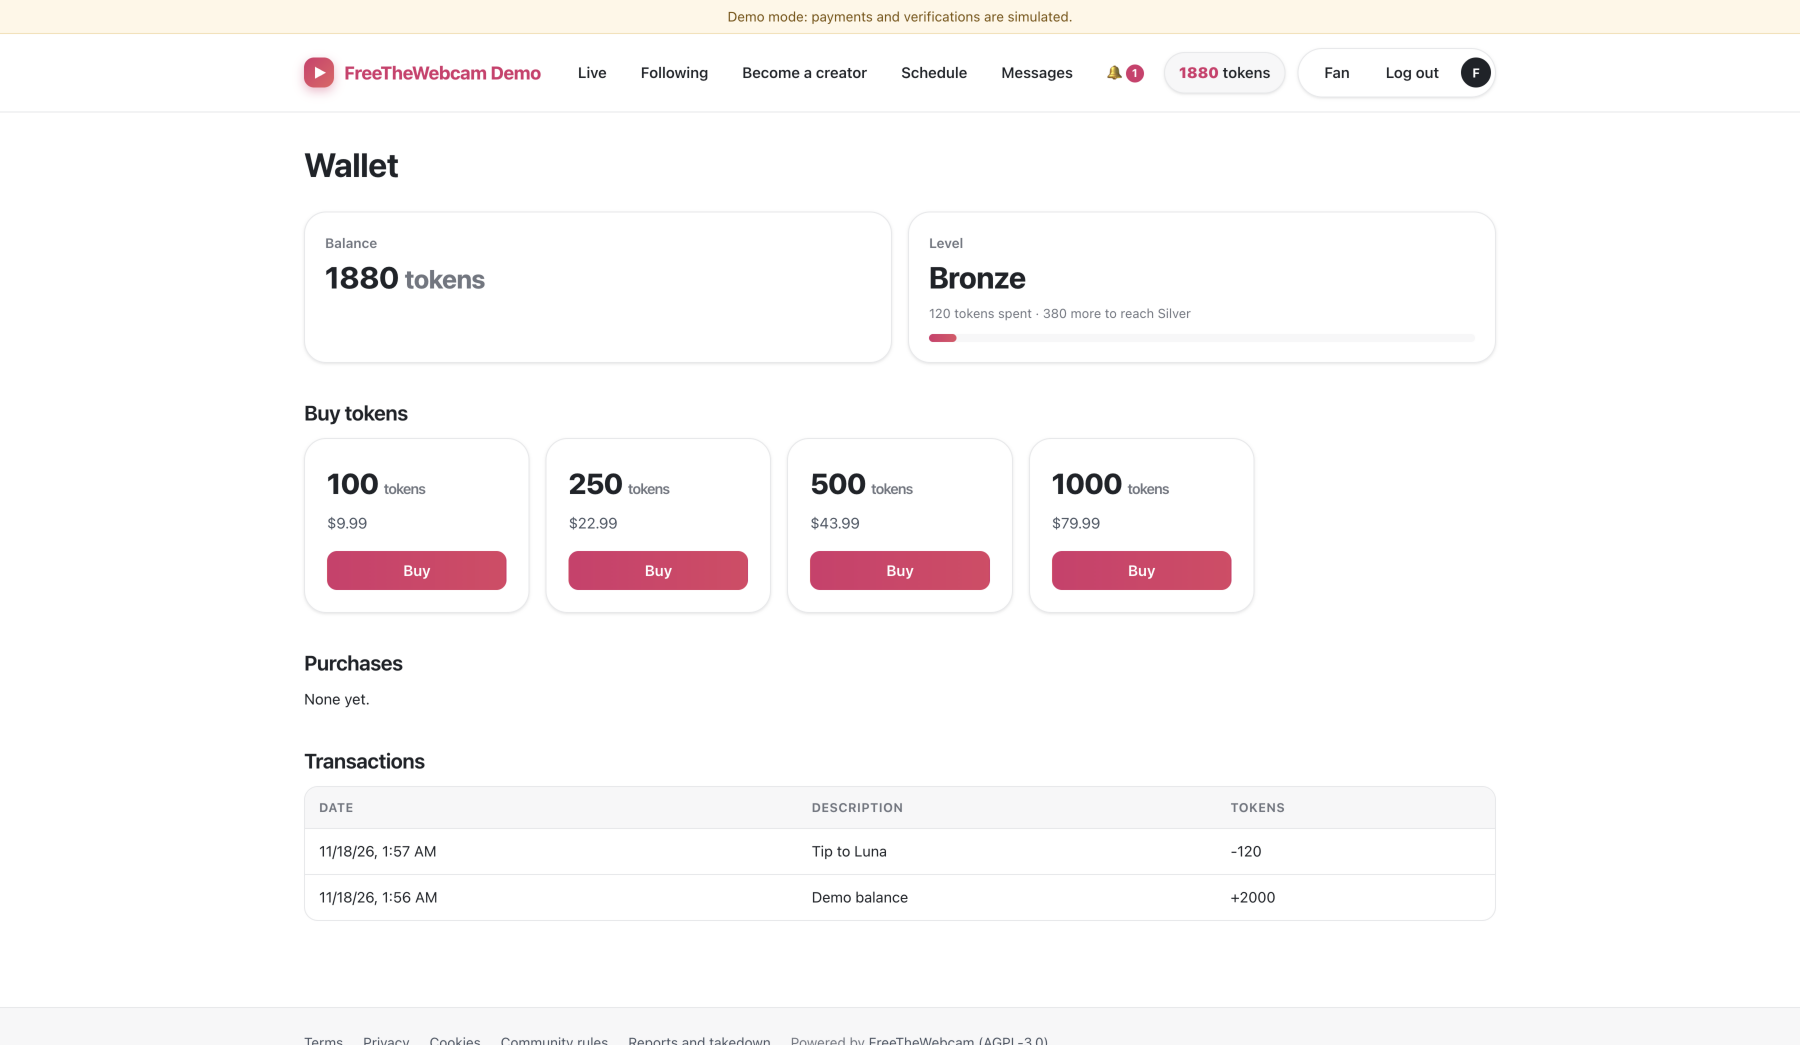 Demo mode: payments and verifications are simulated.
FreeTheWebcam Demo Live Following Become a creator Schedule Messages 1 1880 tokens Fan Log out F
Wallet
Balance
1880 tokens
Level
Bronze
120 tokens spent · 380 more to reach Silver
Buy tokens
100 tokens
$9.99
Buy
250 tokens
$22.99
Buy
500 tokens
$43.99
Buy
1000 tokens
$79.99
Buy
Purchases
None yet.
Transactions
DATE DESCRIPTION TOKENS
11/18/26, 1:57 AM Tip to Luna -120
11/18/26, 1:56 AM Demo balance +2000
Terms Privacy Cookies Community rules Reports and takedown Powered by FreeTheWebcam (AGPL-3.0)